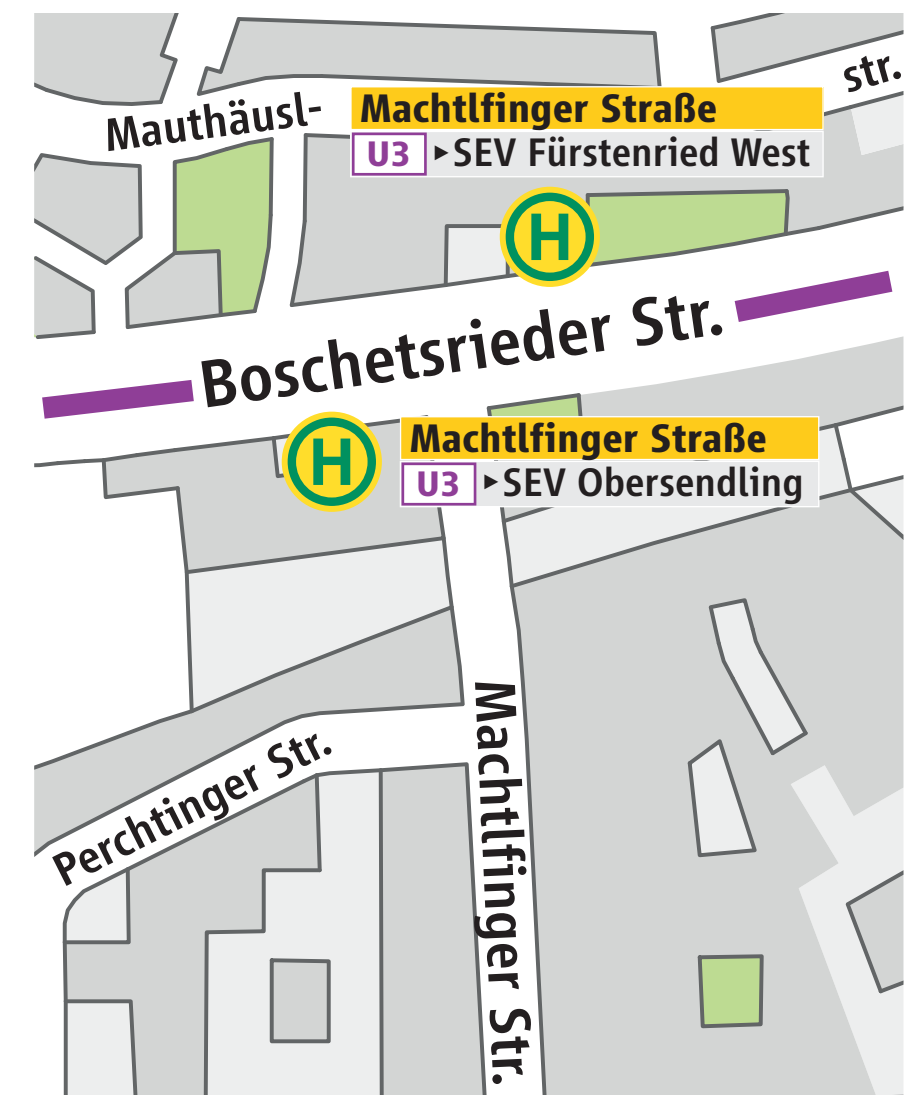 str.
Mauthäusl-
Machtlfinger Straße
U3 ▸SEV Fürstenried West
H
Boschetsrieder Str.
H
Machtlfinger Straße
U3 ▸SEV Obersendling
Perchtinger Str.
Machtlfinger Str.